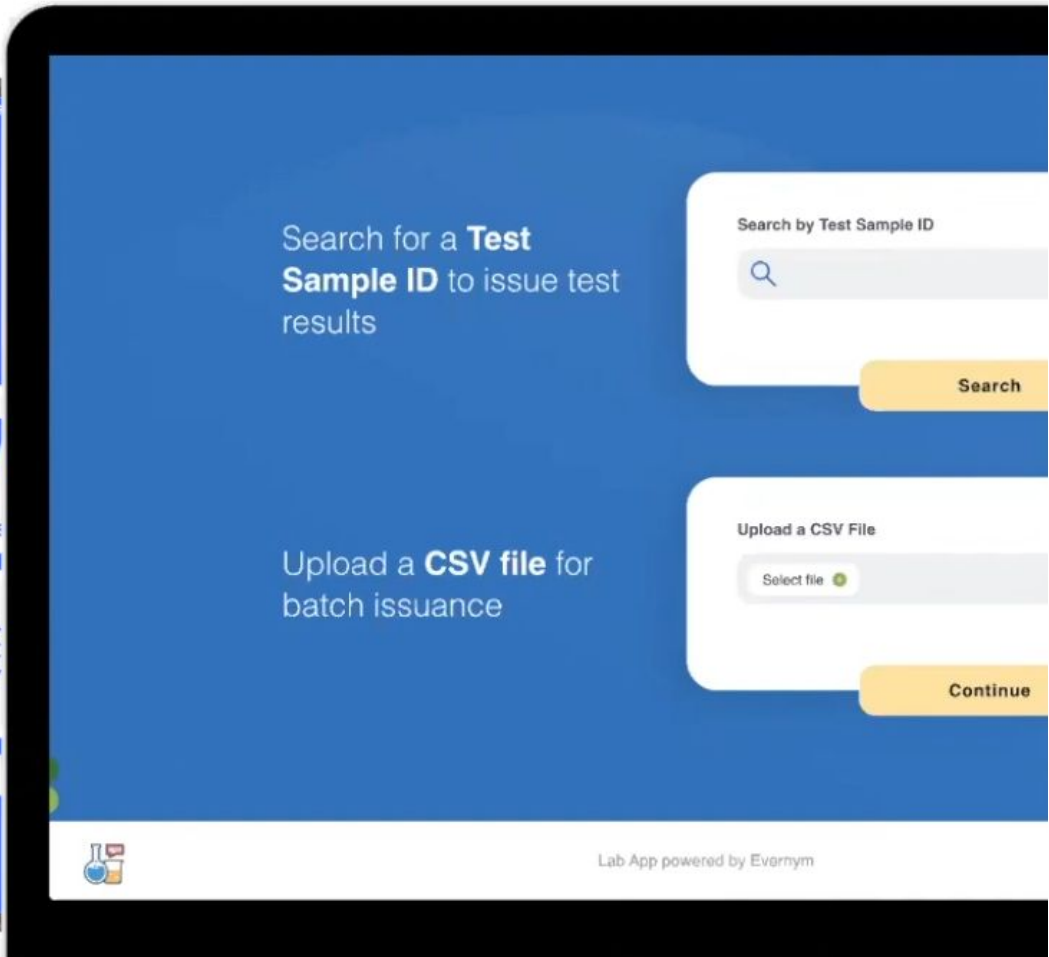 Search for a Test
Sample ID to issue test
results
Search by Test Sample ID
Search
Upload a CSV file for
batch issuance
Upload a CSV File
Select file
Continue
Lab App powered by Evernym